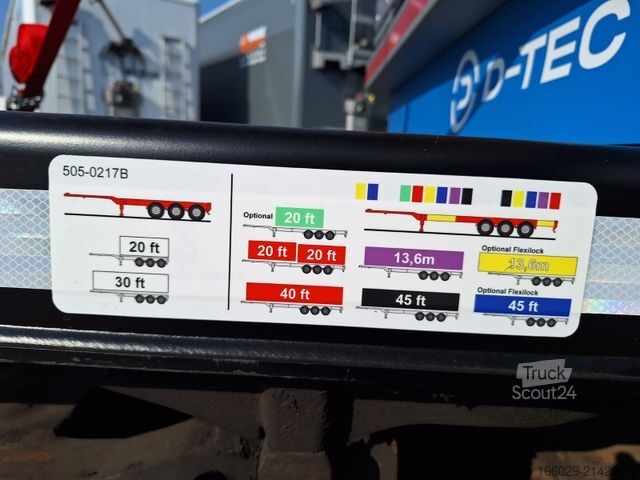 D-TEC
505-0217B
20 ft
30 ft
Optional
20 ft
20 ft
20 ft
40 ft
13,6m
45 ft
Optional Flexilock
13,6m
Optional Flexilock
45 ft
Truck
Scout24